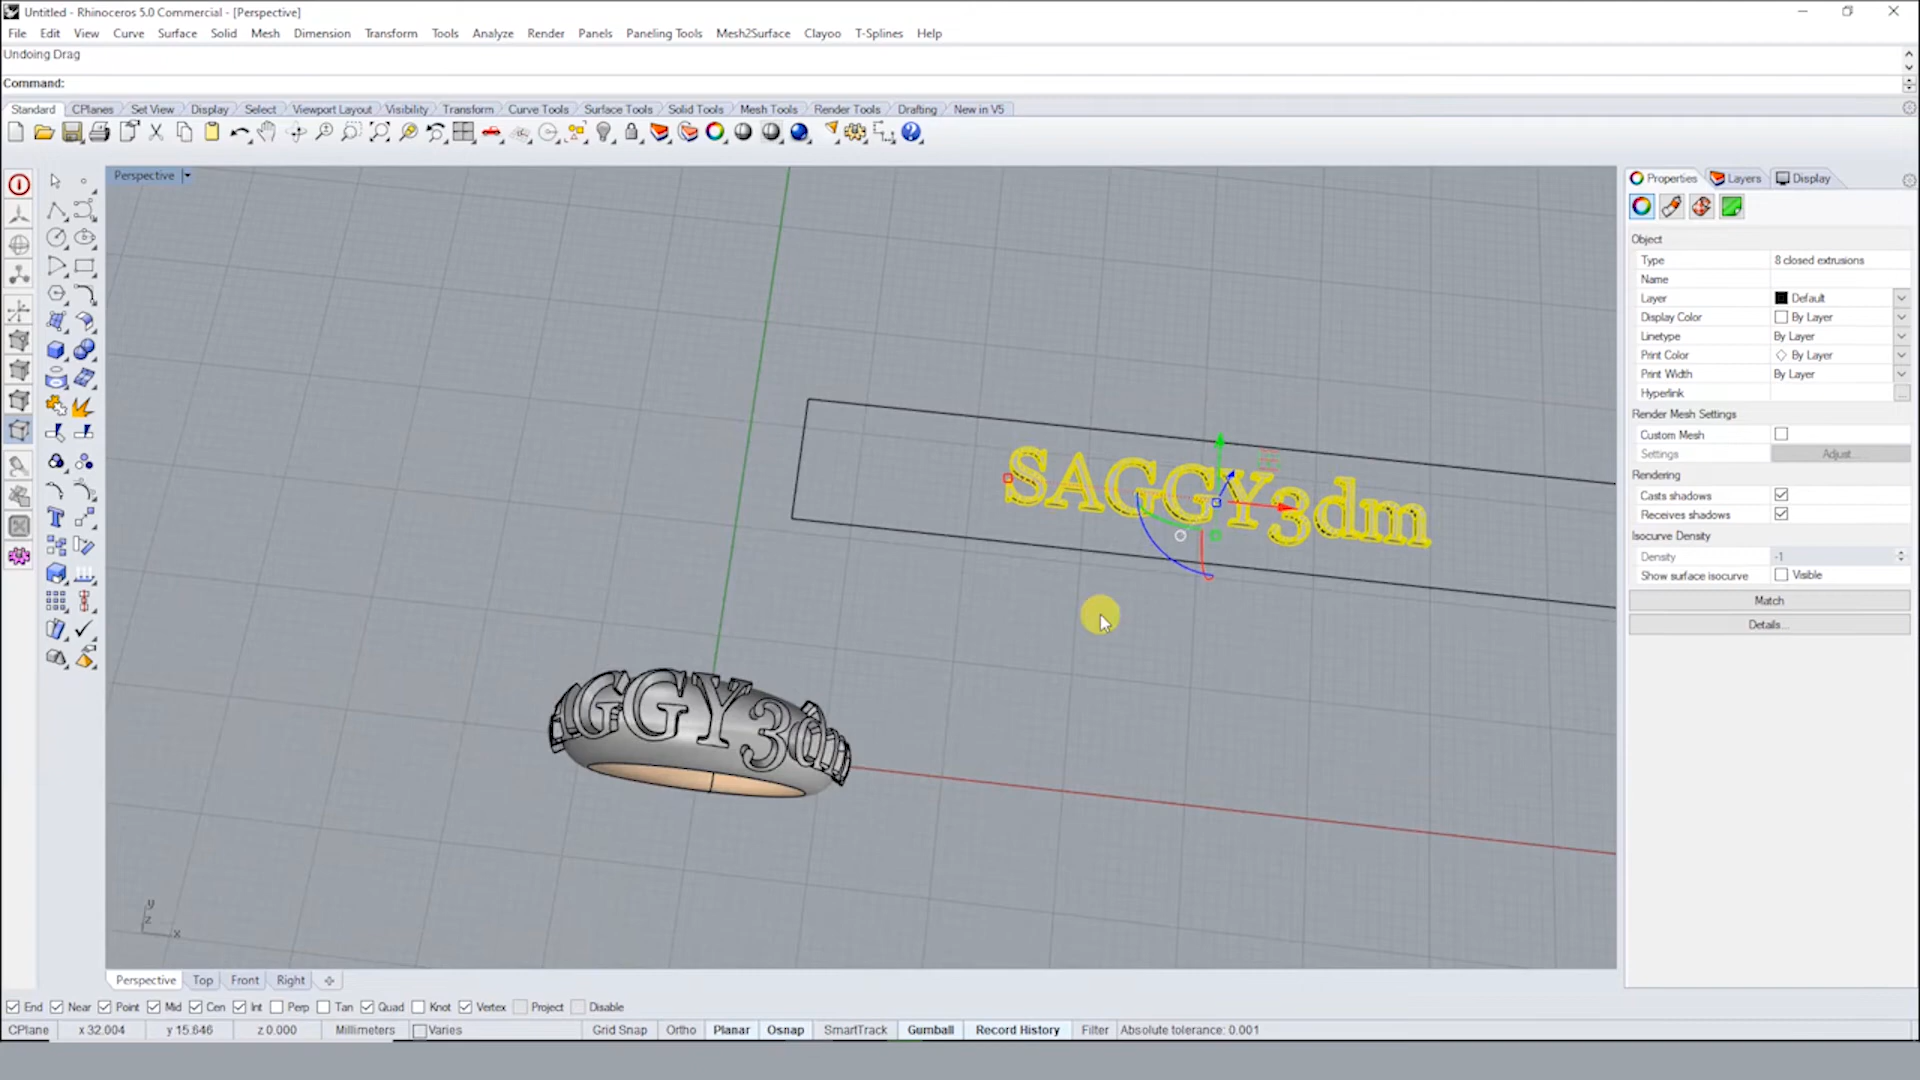 Untitled - Rhinoceros 5.0 Commercial - [Perspective]
File Edit View Curve Surface Solid Mesh Dimension Transform Tools Analyze Render Panels Paneling Tools Mesh2Surface Clayoo T-Splines Help
Undoing Drag
Command:
Standard CPlanes Set View Display Select Viewport Layout Visibility Transform Curve Tools Surface Tools Solid Tools Mesh Tools Render Tools Drafting New in V5
Perspective
Properties Layers Display
Object
Type 8 closed extrusions
Name
Layer Default
Display Color By Layer
Linetype By Layer
Print Color By Layer
Print Width By Layer
Hyperlink ...
Render Mesh Settings
Custom Mesh
Settings Adjust...
Rendering
Casts shadows
Receives shadows
Isocurve Density
Density -1
Show surface isocurve Visible
Match
Details...
SAGGY3dm
AGGY3dm
y
z
x
Perspective Top Front Right
End Near Point Mid Cen Int Perp Tan Quad Knot Vertex Project Disable
CPlane x 32.004 y 15.646 z 0.000 Millimeters Varies Grid Snap Ortho Planar Osnap SmartTrack Gumball Record History Filter Absolute tolerance: 0.001